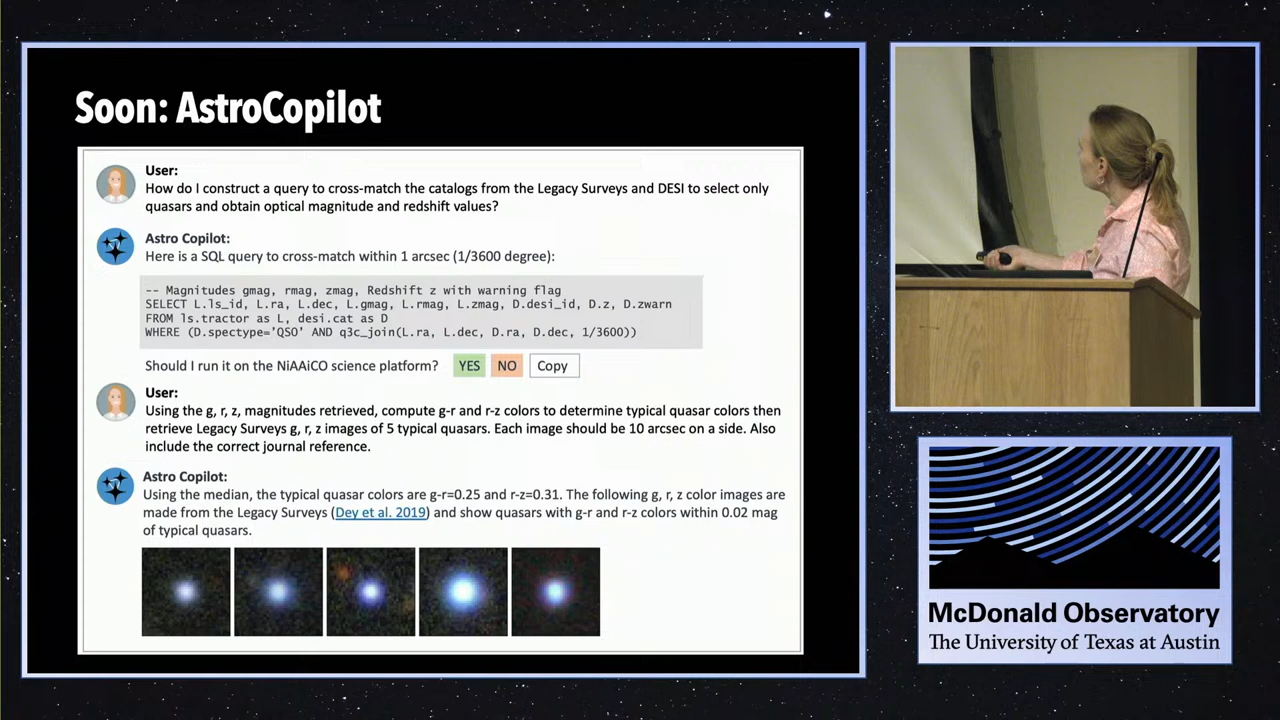 Soon: AstroCopilot
User:
How do I construct a query to cross-match the catalogs from the Legacy Surveys and DESI to select only
quasars and obtain optical magnitude and redshift values?
Astro Copilot:
Here is a SQL query to cross-match within 1 arcsec (1/3600 degree):
-- Magnitudes gmag, rmag, zmag, Redshift z with warning flag
SELECT L.ls_id, L.ra, L.dec, L.gmag, L.rmag, L.zmag, D.desi_id, D.z, D.zwarn
FROM ls.tractor as L, desi.cat as D
WHERE (D.spectype='QSO' AND q3c_join(L.ra, L.dec, D.ra, D.dec, 1/3600))
Should I run it on the NiAAiCO science platform? YES NO Copy
User:
Using the g, r, z, magnitudes retrieved, compute g-r and r-z colors to determine typical quasar colors then
retrieve Legacy Surveys g, r, z images of 5 typical quasars. Each image should be 10 arcsec on a side. Also
include the correct journal reference.
Astro Copilot:
Using the median, the typical quasar colors are g-r=0.25 and r-z=0.31. The following g, r, z color images are
made from the Legacy Surveys (Dey et al. 2019) and show quasars with g-r and r-z colors within 0.02 mag
of typical quasars.
McDonald Observatory
The University of Texas at Austin